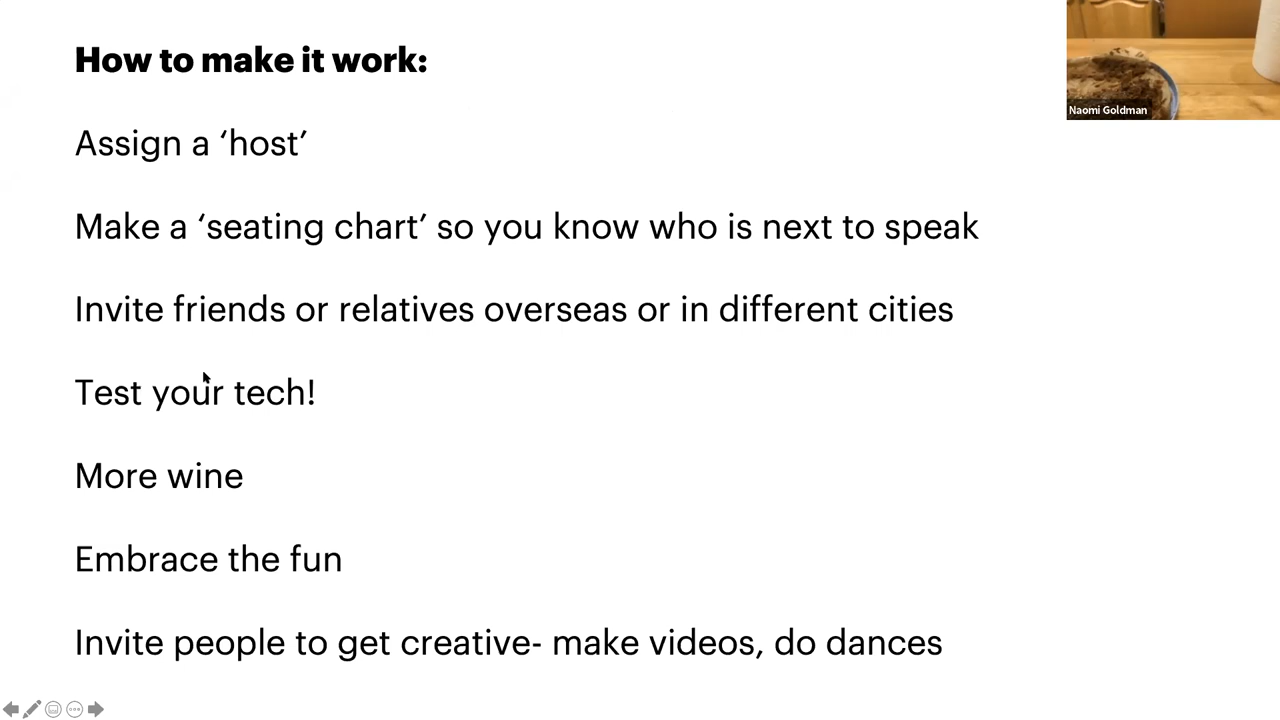 How to make it work:
Naomi Goldman
Assign a ‘host’
Make a ‘seating chart’ so you know who is next to speak
Invite friends or relatives overseas or in different cities
Test your tech!
More wine
Embrace the fun
Invite people to get creative- make videos, do dances